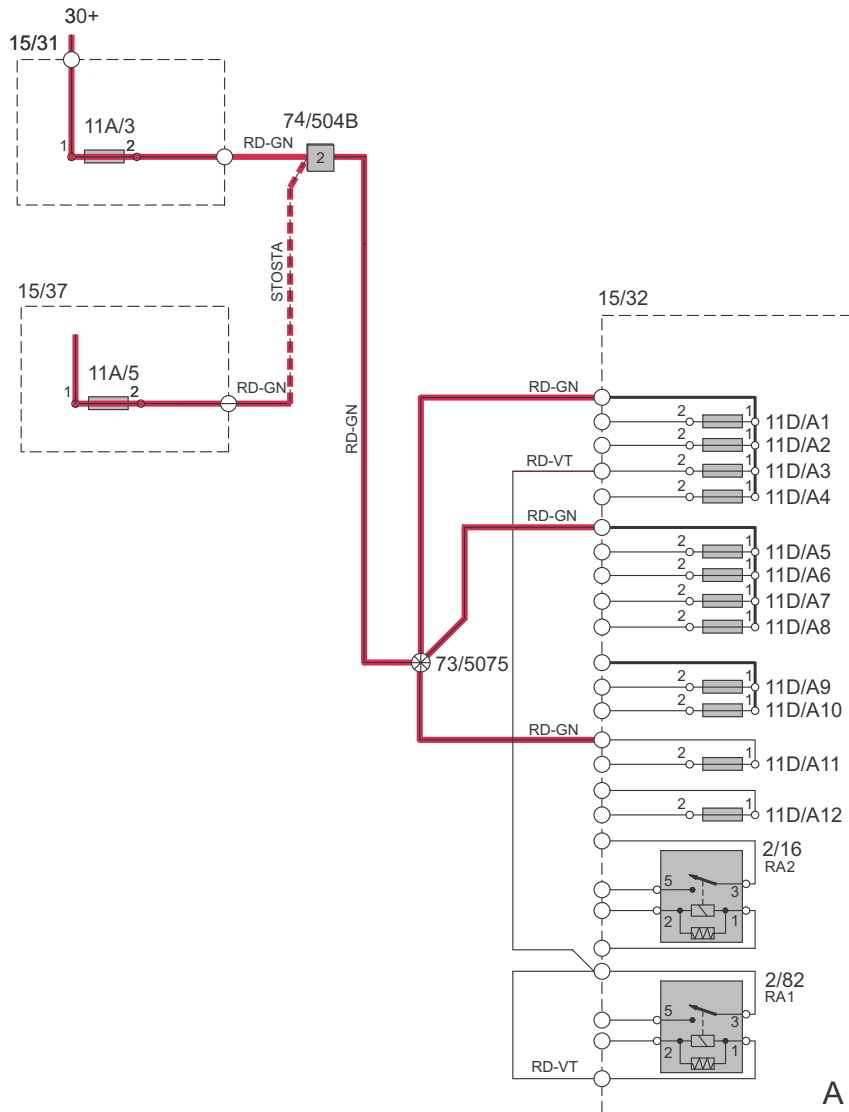 30+
15/31
11A/3
1 2
RD-GN
74/504B
2
STOSTA
RD-GN
15/37
11A/5
1 2
RD-GN
15/32
RD-GN
2 1 11D/A1
2 1 11D/A2
RD-VT
2 1 11D/A3
2 1 11D/A4
RD-GN
2 1 11D/A5
2 1 11D/A6
2 1 11D/A7
2 1 11D/A8
73/5075
2 1 11D/A9
2 1 11D/A10
RD-GN
2 1 11D/A11
2 1 11D/A12
2/16
RA2
5 3
2 1
2/82
RA1
5 3
2 1
RD-VT
A